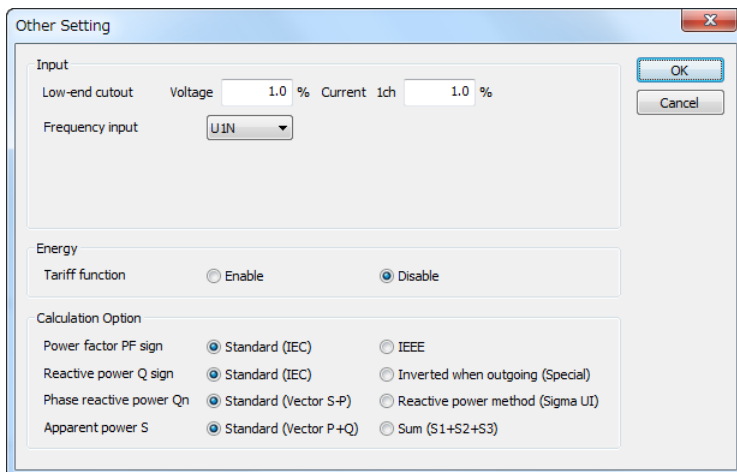 Other Setting
Input
OK
Low-end cutout Voltage 1.0 % Current 1ch 1.0 %
Cancel
Frequency input U1N
Energy
Tariff function Enable Disable
Calculation Option
Power factor PF sign Standard (IEC) IEEE
Reactive power Q sign Standard (IEC) Inverted when outgoing (Special)
Phase reactive power Qn Standard (Vector S-P) Reactive power method (Sigma UI)
Apparent power S Standard (Vector P+Q) Sum (S1+S2+S3)